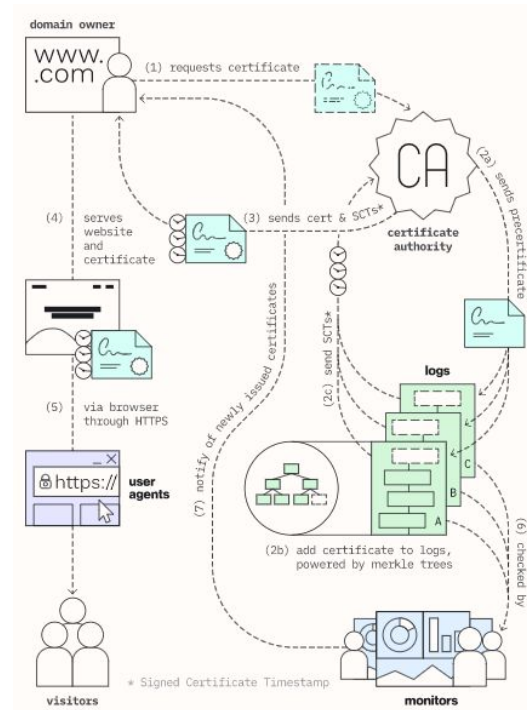 domain owner
www.
.com
(1) requests certificate
CA
certificate
authority
(2a) sends precertificate
(3) sends cert & SCTs*
(4) serves
website
and
certificate
(2c) send SCTs*
logs
C
B
A
(2b) add certificate to logs,
powered by merkle trees
(5) via browser
through HTTPS
https://
user
agents
(6) checked by
(7) notify of newly issued certificates
visitors
* Signed Certificate Timestamp
monitors